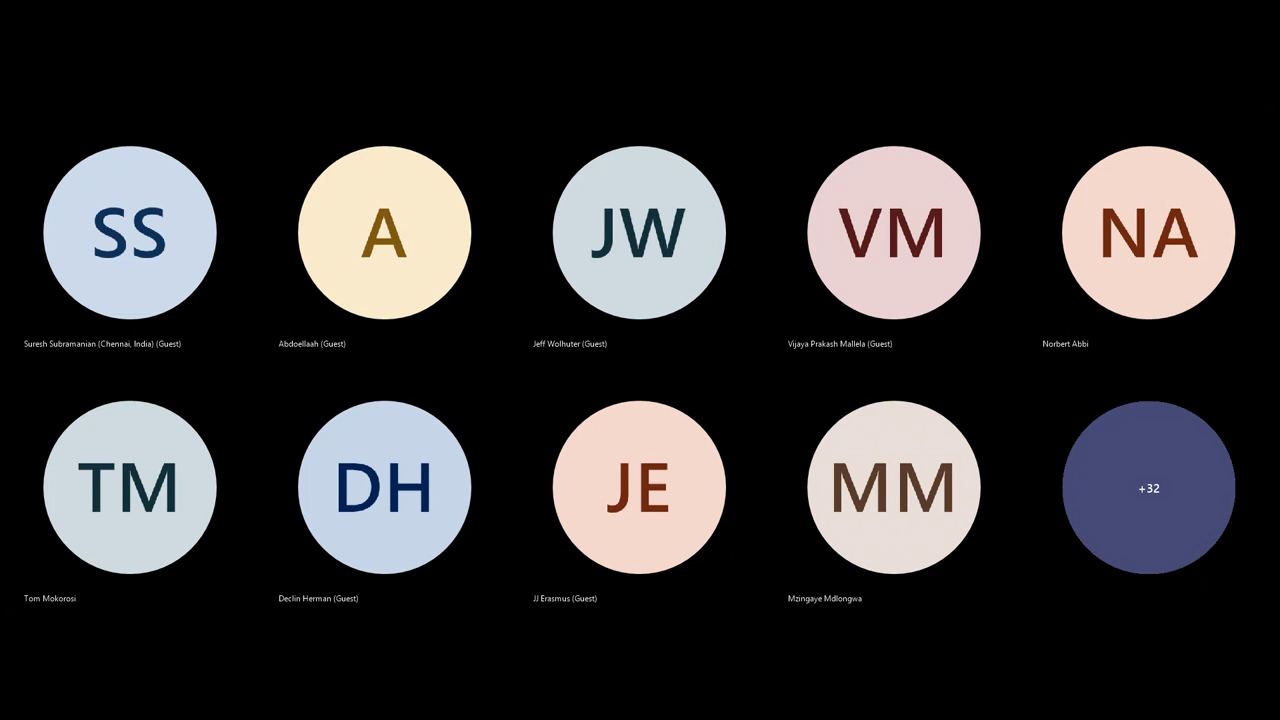 SS
A
JW
VM
NA
Suresh Subramanian (Chennai, India) (Guest)
Abdoellaah (Guest)
Jeff Wolhuter (Guest)
Vijaya Prakash Mallela (Guest)
Norbert Abbi
TM
DH
JE
MM
+32
Tom Mokorosi
Declin Herman (Guest)
JJ Erasmus (Guest)
Mzingaye Mdlongwa